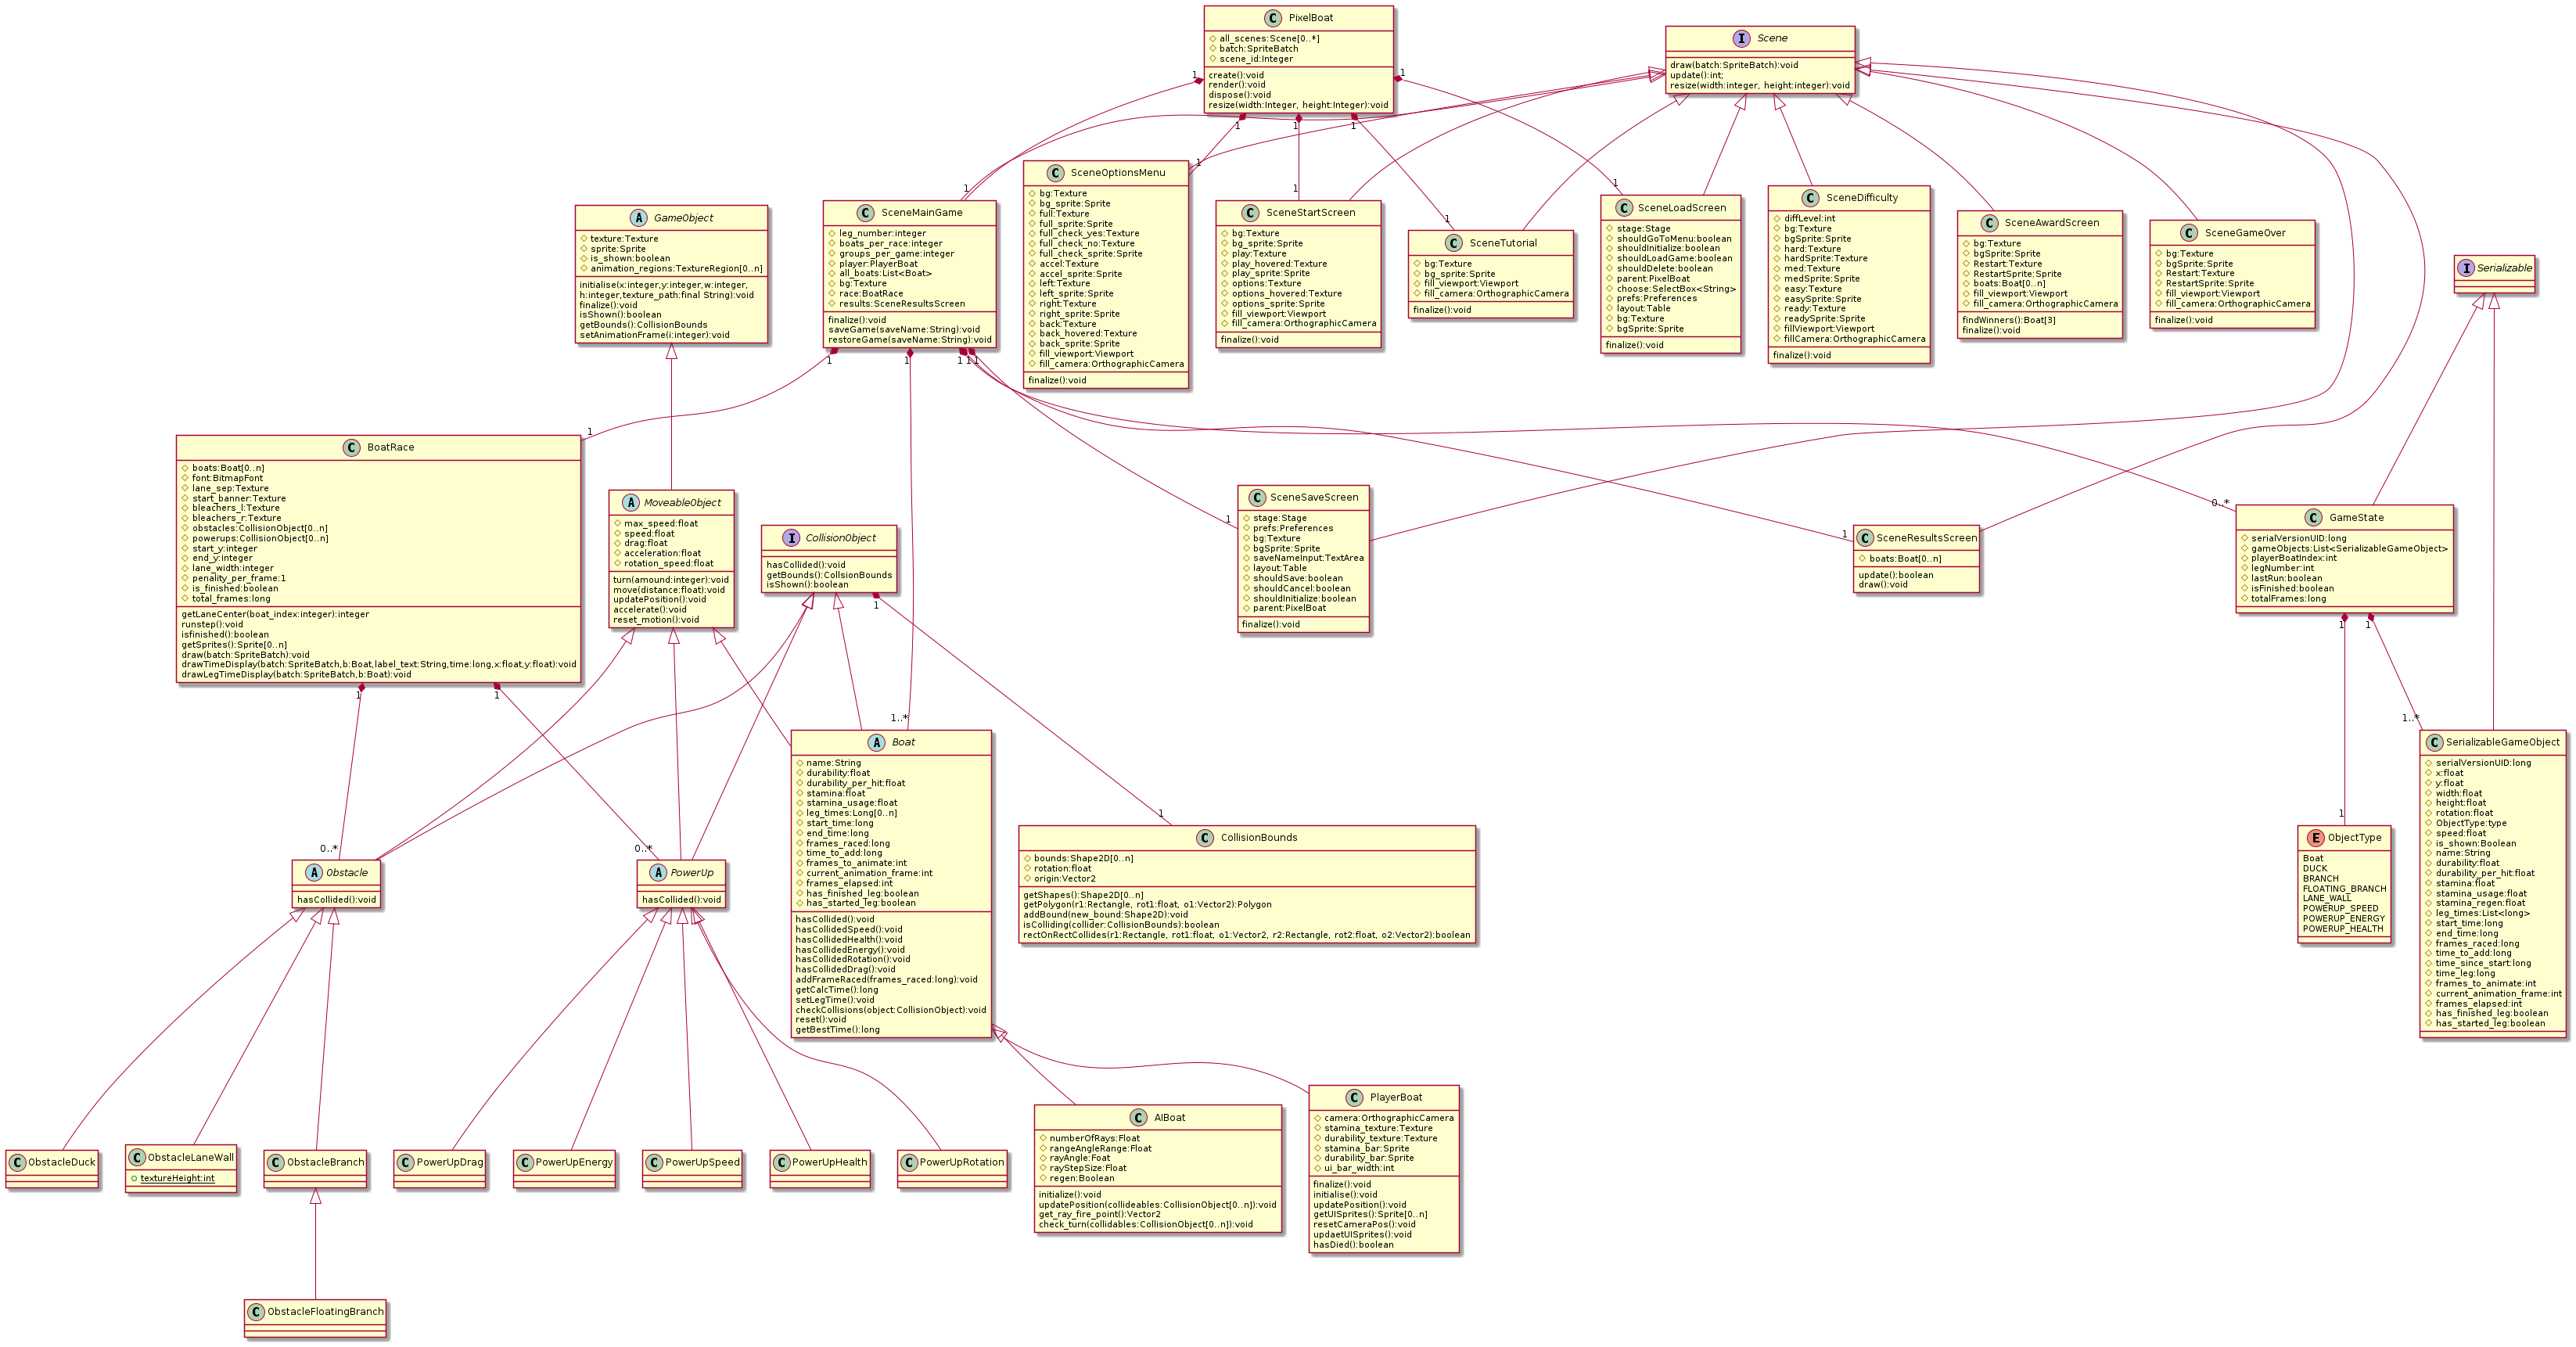 PixelBoat
all_scenes:Scene[0..*]
batch:SpriteBatch
scene_id:Integer
create():void
render():void
dispose():void
resize(width:Integer, height:Integer):void
Scene
draw(batch:SpriteBatch):void
update():int;
resize(width:integer, height:integer):void
1
1
1
1
1
1
1
1
1
1
GameObject
texture:Texture
sprite:Sprite
is_shown:boolean
animation_regions:TextureRegion[0..n]
initialise(x:integer,y:integer,w:integer,
h:integer,texture_path:final String):void
finalize():void
isShown():boolean
getBounds():CollisionBounds
setAnimationFrame(i:integer):void
SceneMainGame
leg_number:integer
boats_per_race:integer
groups_per_game:integer
player:PlayerBoat
all_boats:List<Boat>
bg:Texture
race:BoatRace
results:SceneResultsScreen
finalize():void
saveGame(saveName:String):void
restoreGame(saveName:String):void
SceneOptionsMenu
bg:Texture
bg_sprite:Sprite
full:Texture
full_sprite:Sprite
full_check_yes:Texture
full_check_no:Texture
full_check_sprite:Sprite
accel:Texture
accel_sprite:Sprite
left:Texture
left_sprite:Sprite
right:Texture
right_sprite:Sprite
back:Texture
back_hovered:Texture
back_sprite:Sprite
fill_viewport:Viewport
fill_camera:OrthographicCamera
finalize():void
SceneStartScreen
bg:Texture
bg_sprite:Sprite
play:Texture
play_hovered:Texture
play_sprite:Sprite
options:Texture
options_hovered:Texture
options_sprite:Sprite
fill_viewport:Viewport
fill_camera:OrthographicCamera
finalize():void
SceneTutorial
bg:Texture
bg_sprite:Sprite
fill_viewport:Viewport
fill_camera:OrthographicCamera
finalize():void
SceneLoadScreen
stage:Stage
shouldGoToMenu:boolean
shouldInitialize:boolean
shouldLoadGame:boolean
shouldDelete:boolean
parent:PixelBoat
choose:SelectBox<String>
prefs:Preferences
layout:Table
bg:Texture
bgSprite:Sprite
finalize():void
SceneDifficulty
diffLevel:int
bg:Texture
bgSprite:Sprite
hard:Texture
hardSprite:Texture
med:Texture
medSprite:Sprite
easy:Texture
easySprite:Sprite
ready:Texture
readySprite:Sprite
fillViewport:Viewport
fillCamera:OrthographicCamera
finalize():void
SceneAwardScreen
bg:Texture
bgSprite:Sprite
Restart:Texture
RestartSprite:Sprite
boats:Boat[0..n]
fill_viewport:Viewport
fill_camera:OrthographicCamera
findWinners():Boat[3]
finalize():void
SceneGameOver
bg:Texture
bgSprite:Sprite
Restart:Texture
RestartSprite:Sprite
fill_viewport:Viewport
fill_camera:OrthographicCamera
finalize():void
Serializable
1
1
1
1
1
1
BoatRace
boats:Boat[0..n]
font:BitmapFont
lane_sep:Texture
start_banner:Texture
bleachers_l:Texture
bleachers_r:Texture
obstacles:CollisionObject[0..n]
powerups:CollisionObject[0..n]
start_y:integer
end_y:integer
lane_width:integer
penality_per_frame:1
is_finished:boolean
total_frames:long
getLaneCenter(boat_index:integer):integer
runstep():void
isfinished():boolean
getSprites():Sprite[0..n]
draw(batch:SpriteBatch):void
drawTimeDisplay(batch:SpriteBatch,b:Boat,label_text:String,time:long,x:float,y:float):void
drawLegTimeDisplay(batch:SpriteBatch,b:Boat):void
MoveableObject
max_speed:float
speed:float
drag:float
acceleration:float
rotation_speed:float
turn(amound:integer):void
move(distance:float):void
updatePosition():void
accelerate():void
reset_motion():void
CollisionObject
hasCollided():void
getBounds():CollsionBounds
isShown():boolean
SceneSaveScreen
stage:Stage
prefs:Preferences
bg:Texture
bgSprite:Sprite
saveNameInput:TextArea
layout:Table
shouldSave:boolean
shouldCancel:boolean
shouldInitialize:boolean
parent:PixelBoat
finalize():void
1
1
SceneResultsScreen
boats:Boat[0..n]
update():boolean
draw():void
0..*
GameState
serialVersionUID:long
gameObjects:List<SerializableGameObject>
playerBoatIndex:int
legNumber:int
lastRun:boolean
isFinished:boolean
totalFrames:long
1
1
1
1
1
0..*
0..*
1..*
1
1
1..*
Obstacle
hasCollided():void
PowerUp
hasCollided():void
Boat
name:String
durability:float
durability_per_hit:float
stamina:float
stamina_usage:float
leg_times:Long[0..n]
start_time:long
end_time:long
frames_raced:long
time_to_add:long
frames_to_animate:int
current_animation_frame:int
frames_elapsed:int
has_finished_leg:boolean
has_started_leg:boolean
hasCollided():void
hasCollidedSpeed():void
hasCollidedHealth():void
hasCollidedEnergy():void
hasCollidedRotation():void
hasCollidedDrag():void
addFrameRaced(frames_raced:long):void
getCalcTime():long
setLegTime():void
checkCollisions(object:CollisionObject):void
reset():void
getBestTime():long
CollisionBounds
bounds:Shape2D[0..n]
rotation:float
origin:Vector2
getShapes():Shape2D[0..n]
getPolygon(r1:Rectangle, rot1:float, o1:Vector2):Polygon
addBound(new_bound:Shape2D):void
isColliding(collider:CollisionBounds):boolean
rectOnRectCollides(r1:Rectangle, rot1:float, o1:Vector2, r2:Rectangle, rot2:float, o2:Vector2):boolean
ObjectType
Boat
DUCK
BRANCH
FLOATING_BRANCH
LANE_WALL
POWERUP_SPEED
POWERUP_ENERGY
POWERUP_HEALTH
SerializableGameObject
serialVersionUID:long
x:float
y:float
width:float
height:float
rotation:float
ObjectType:type
speed:float
is_shown:Boolean
name:String
durability:float
durability_per_hit:float
stamina:float
stamina_usage:float
stamina_regen:float
leg_times:List<long>
start_time:long
end_time:long
frames_raced:long
time_to_add:long
time_since_start:long
time_leg:long
frames_to_animate:int
current_animation_frame:int
frames_elapsed:int
has_finished_leg:boolean
has_started_leg:boolean
ObstacleDuck
ObstacleLaneWall
textureHeight:int
ObstacleBranch
PowerUpDrag
PowerUpEnergy
PowerUpSpeed
PowerUpHealth
PowerUpRotation
AIBoat
numberOfRays:Float
rangeAngleRange:Float
rayAngle:Foat
rayStepSize:Float
regen:Boolean
initialize():void
updatePosition(collideables:CollisionObject[0..n]):void
get_ray_fire_point():Vector2
check_turn(collidables:CollisionObject[0..n]):void
PlayerBoat
camera:OrthographicCamera
stamina_texture:Texture
durability_texture:Texture
stamina_bar:Sprite
durability_bar:Sprite
ui_bar_width:int
finalize():void
initialise():void
updatePosition():void
getUISprites():Sprite[0..n]
resetCameraPos():void
updaetUISprites():void
hasDied():boolean
ObstacleFloatingBranch